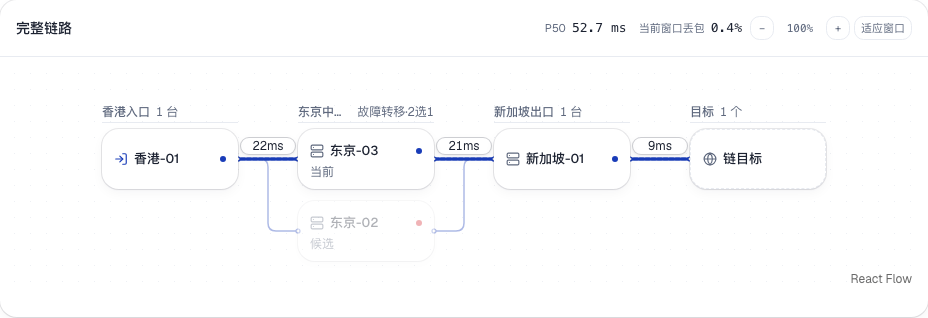 完整链路
P50 52.7 ms 当前窗口丢包 0.4% − 100% + 适应窗口
香港入口 1 台
东京中… 故障转移·2选1
新加坡出口 1 台
目标 1 个
香港-01
22ms
东京-03
当前
21ms
新加坡-01
9ms
链目标
东京-02
候选
React Flow